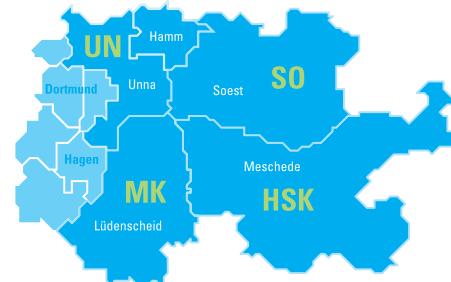 Hamm
UN
SO
Unna
Dortmund
Soest
Hagen
Meschede
MK
HSK
Lüdenscheid